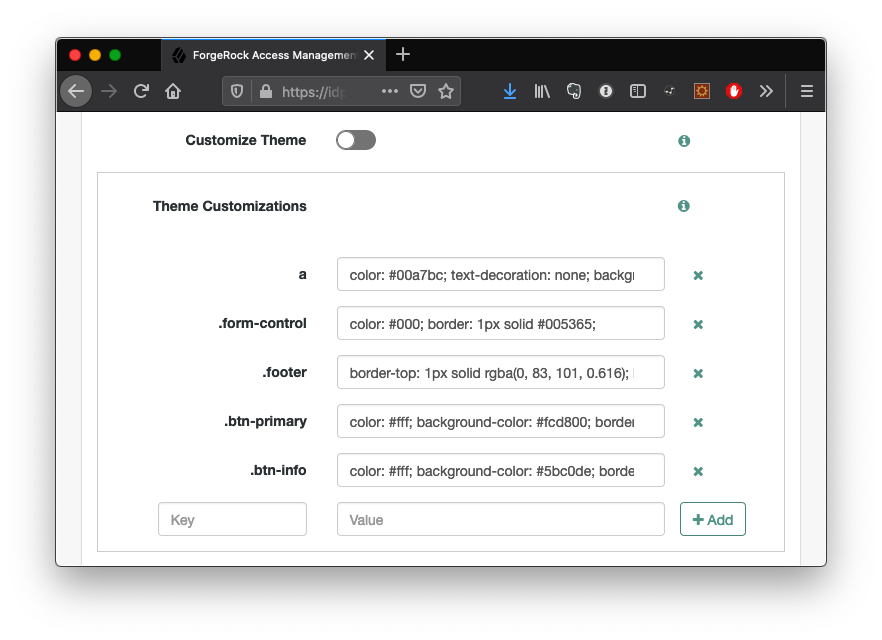 ForgeRock Access Management
https://idp
Customize Theme
Theme Customizations
a color: #00a7bc; text-decoration: none; backgr
.form-control color: #000; border: 1px solid #005365;
.footer border-top: 1px solid rgba(0, 83, 101, 0.616);
.btn-primary color: #fff; background-color: #fcd800; border
.btn-info color: #fff; background-color: #5bc0de; borde
Key Value + Add